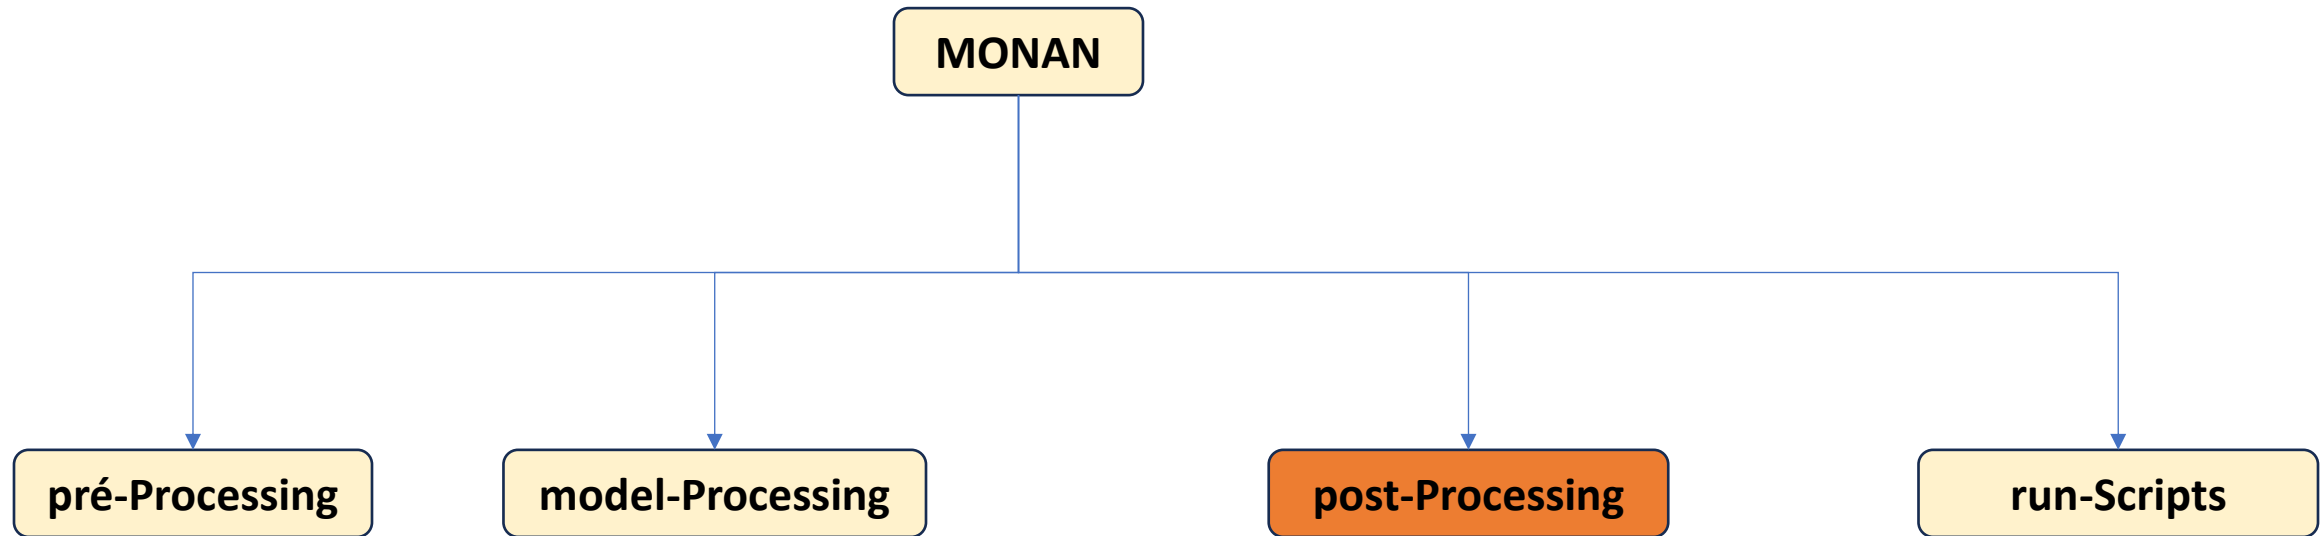 MONAN
pré-Processing
model-Processing
post-Processing
run-Scripts